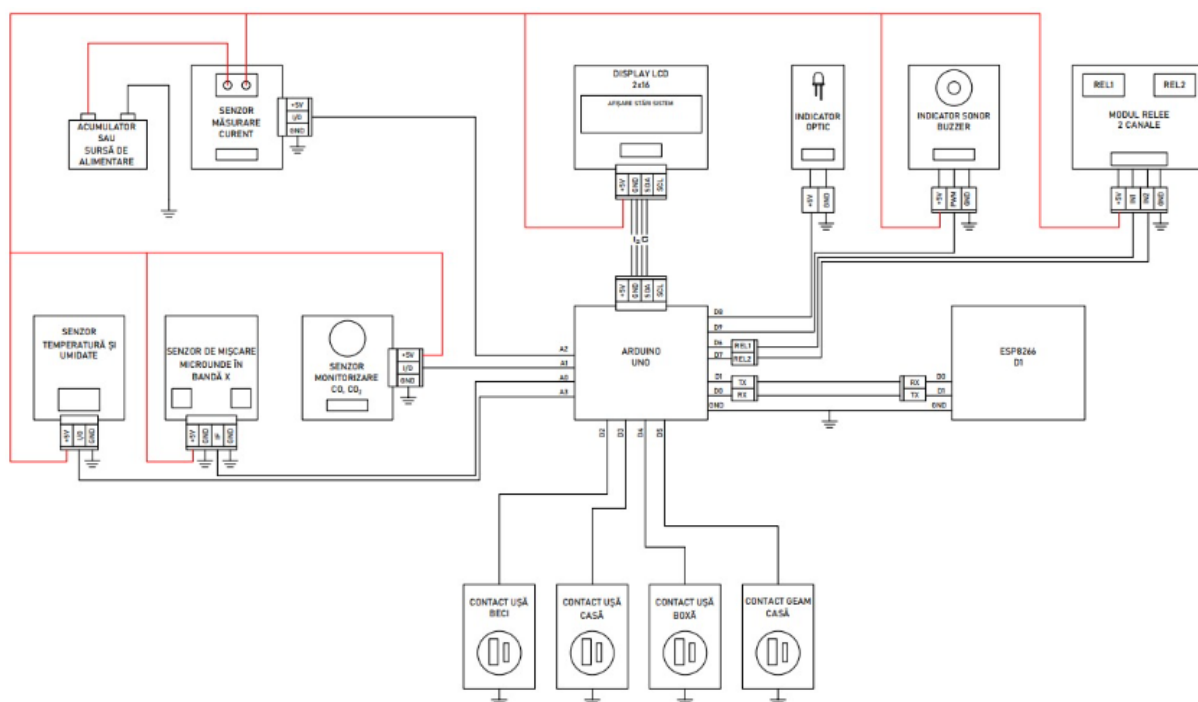 DISPLAY LCD
2x16
AFIȘARE STĂRI SISTEM
REL1
REL2
MODUL RELEE
2 CANALE
SENZOR
MĂSURARE
CURENT
+5V
I/O
GND
INDICATOR
OPTIC
INDICATOR SONOR
BUZZER
ACUMULATOR
SAU
SURSĂ DE
ALIMENTARE
+5V
GND
SDA
SCL
+5V
GND
+5V
PWM
GND
+5V
IN1
IN2
GND
I₂C
+5V
GND
SDA
SCL
SENZOR
TEMPERATURĂ ȘI
UMIDATE
SENZOR DE MIȘCARE
MICROUNDE ÎN
BANDĂ X
SENZOR
MONITORIZARE
CO, CO₂
+5V
I/O
GND
A2
A1
A0
A3
ARDUINO
UNO
D8
D9
D6
REL1
D7
REL2
D1
TX
RX
D0
D0
RX
TX
D1
GND
GND
ESP8266
D1
+5V
I/O
GND
+5V
GND
IF
GND
D2
D3
D4
D5
CONTACT UȘĂ
BECI
CONTACT UȘĂ
CASĂ
CONTACT UȘĂ
BOXĂ
CONTACT GEAM
CASĂ